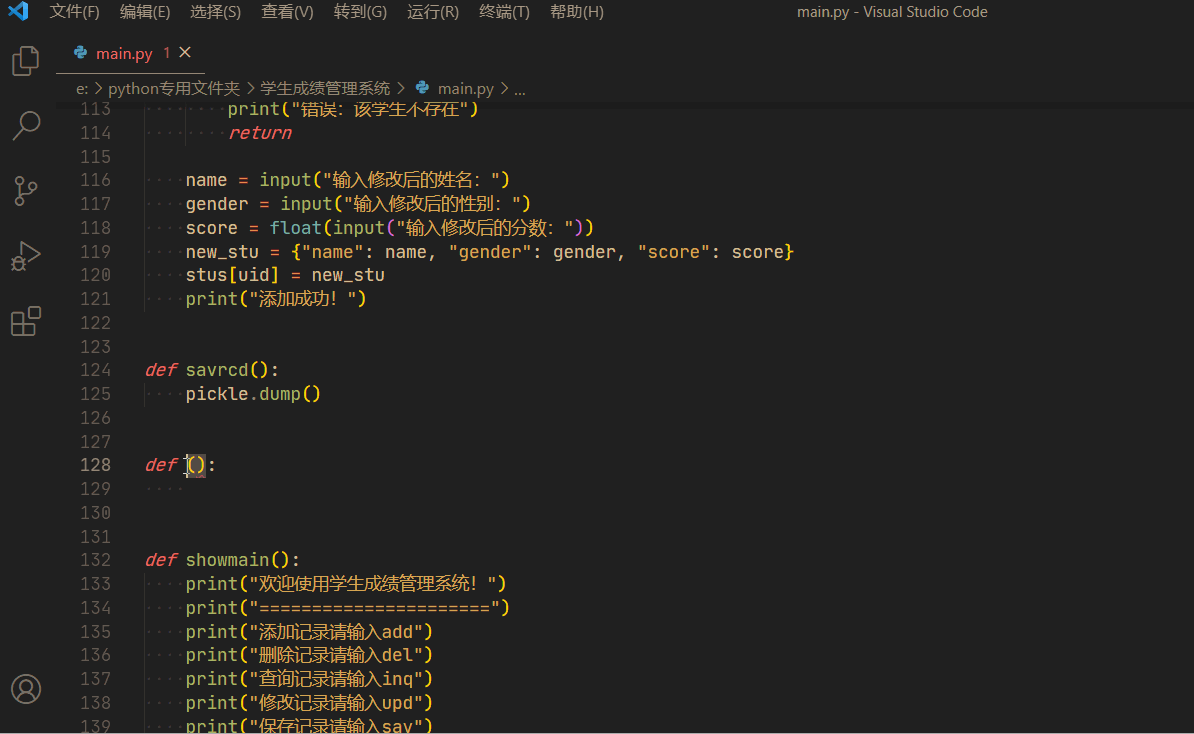 文件(F) 编辑(E) 选择(S) 查看(V) 转到(G) 运行(R) 终端(T) 帮助(H) main.py - Visual Studio Code
main.py 1
e: > python专用文件夹 > 学生成绩管理系统 > main.py > ...
113 print("错误：该学生不存在")
114 return
115
116 name = input("输入修改后的姓名：")
117 gender = input("输入修改后的性别：")
118 score = float(input("输入修改后的分数："))
119 new_stu = {"name": name, "gender": gender, "score": score}
120 stus[uid] = new_stu
121 print("添加成功！")
122
123
124 def savrcd():
125 pickle.dump()
126
127
128 def ():
129
130
131
132 def showmain():
133 print("欢迎使用学生成绩管理系统！")
134 print("======================")
135 print("添加记录请输入add")
136 print("删除记录请输入del")
137 print("查询记录请输入inq")
138 print("修改记录请输入upd")
139 print("保存记录请输入sav")